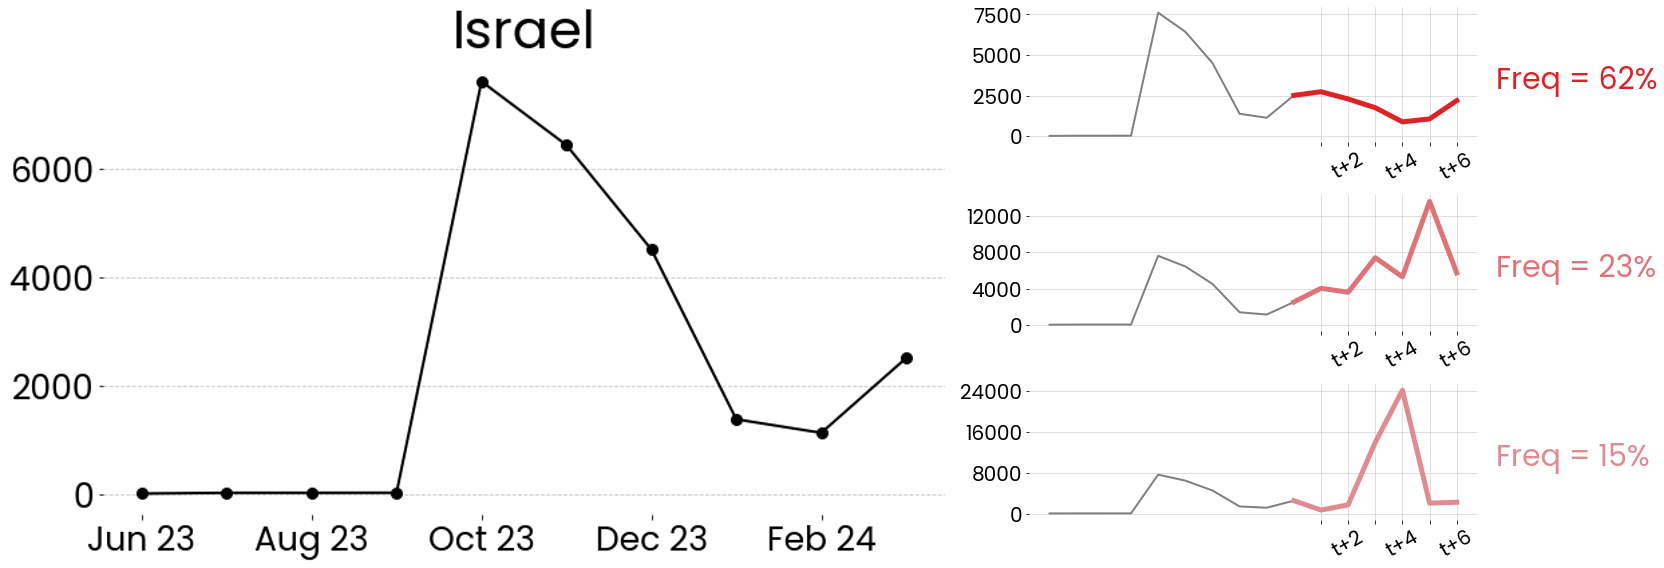 Israel
6000
4000
2000
0
Jun 23 Aug 23 Oct 23 Dec 23 Feb 24
7500
5000
2500
0
t+2 t+4 t+6
Freq = 62%
12000
8000
4000
0
t+2 t+4 t+6
Freq = 23%
24000
16000
8000
0
t+2 t+4 t+6
Freq = 15%